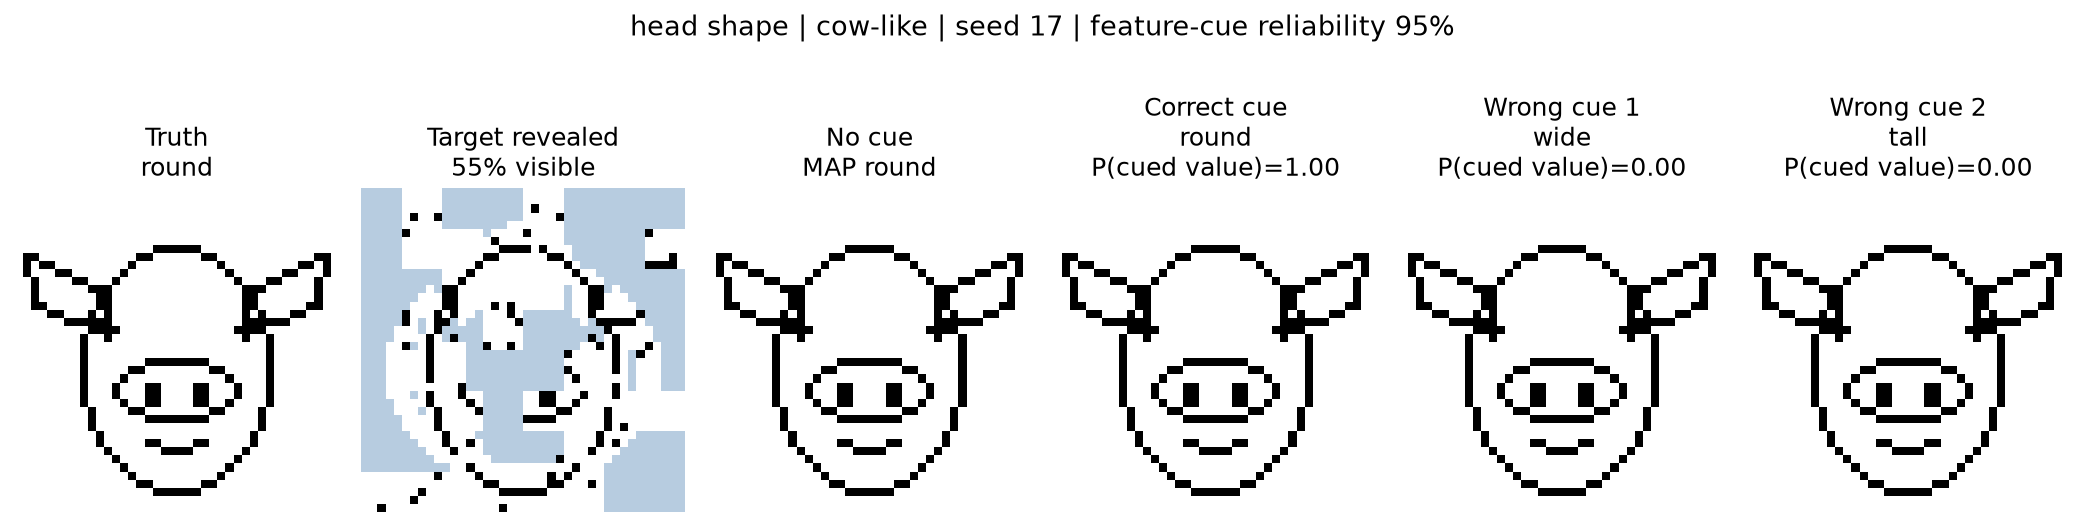 head shape | cow-like | seed 17 | feature-cue reliability 95%
Truth
round
Target revealed
55% visible
No cue
MAP round
Correct cue
round
P(cued value)=1.00
Wrong cue 1
wide
P(cued value)=0.00
Wrong cue 2
tall
P(cued value)=0.00